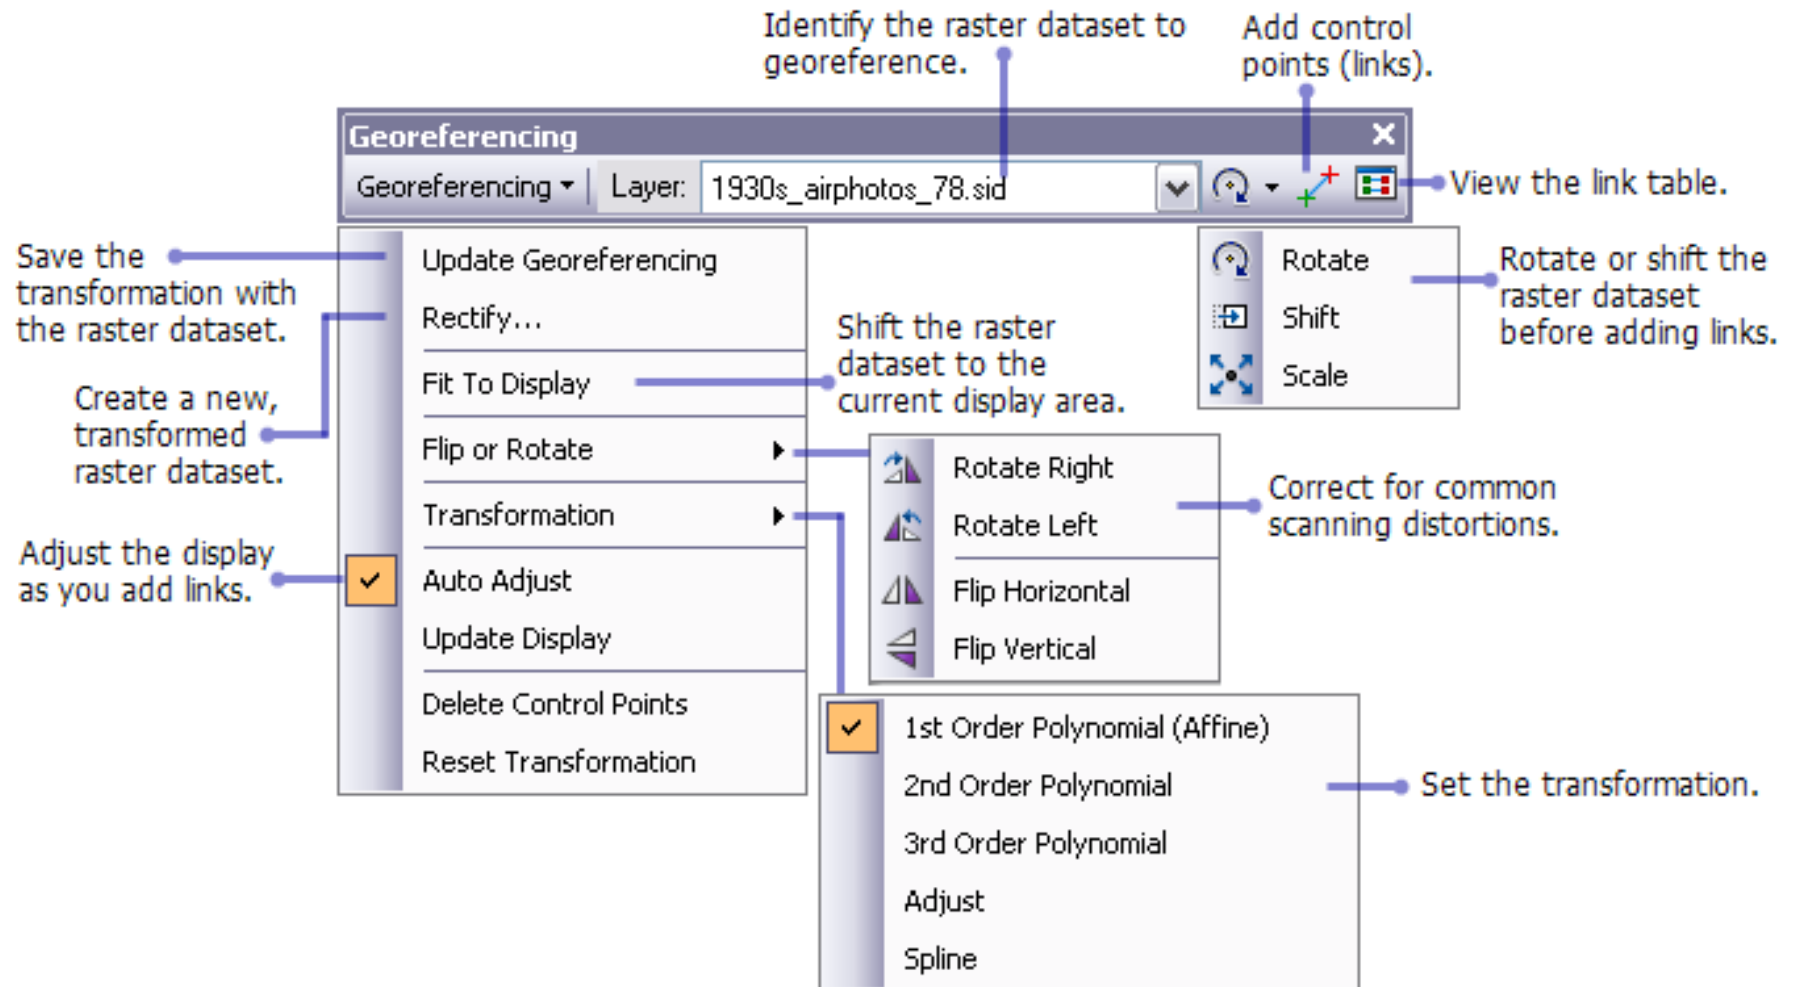 Identify the raster dataset to
georeference.
Add control
points (links).
Georeferencing
Georeferencing
Layer:
1930s_airphotos_78.sid
View the link table.
Save the
transformation with
the raster dataset.
Create a new,
transformed
raster dataset.
Adjust the display
as you add links.
Update Georeferencing
Rectify...
Fit To Display
Flip or Rotate
Transformation
Auto Adjust
Update Display
Delete Control Points
Reset Transformation
Shift the raster
dataset to the
current display area.
Rotate
Shift
Scale
Rotate or shift the
raster dataset
before adding links.
Rotate Right
Rotate Left
Flip Horizontal
Flip Vertical
Correct for common
scanning distortions.
1st Order Polynomial (Affine)
2nd Order Polynomial
3rd Order Polynomial
Adjust
Spline
Set the transformation.